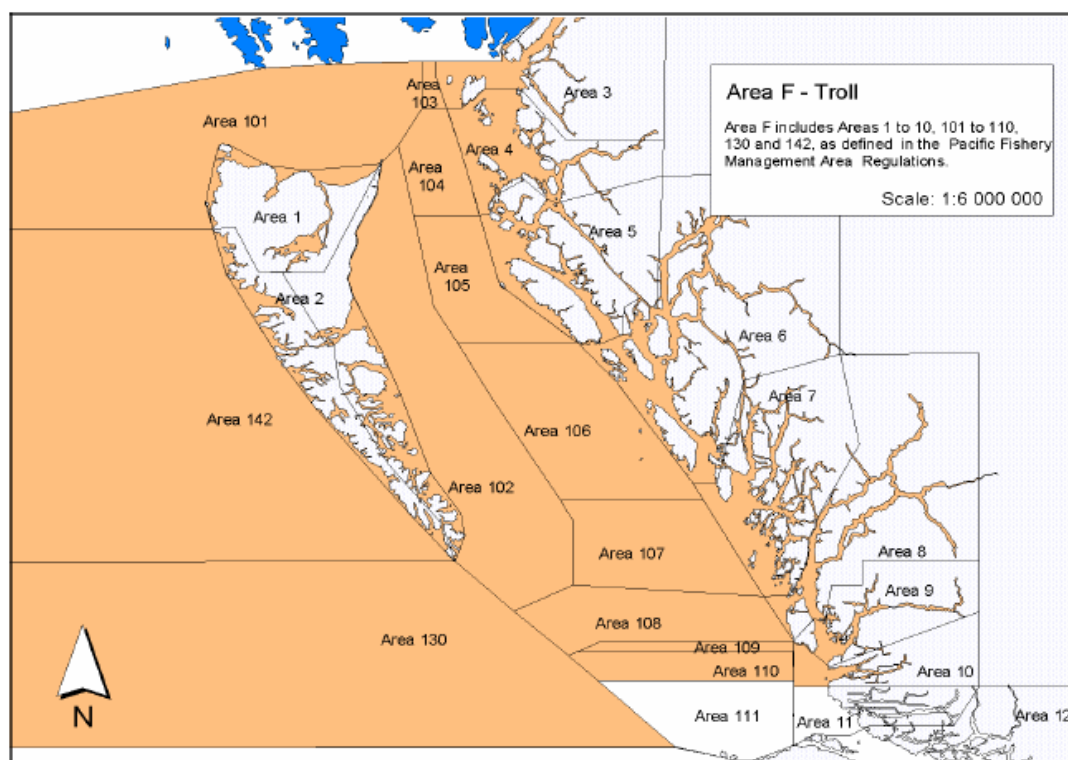 Area F - Troll
Area F includes Areas 1 to 10, 101 to 110,
130 and 142, as defined in the Pacific Fishery
Management Area Regulations.
Scale: 1:6 000 000
Area 3
Area
103
Area 101
Area 4
Area
104
Area 1
Area 5
Area
105
Area 2
Area 6
Area 7
Area 142
Area 106
Area 102
Area 107
Area 8
Area 9
Area 108
Area 130
Area 109
Area 110
Area 10
Area 111
Area 11
Area 12
N